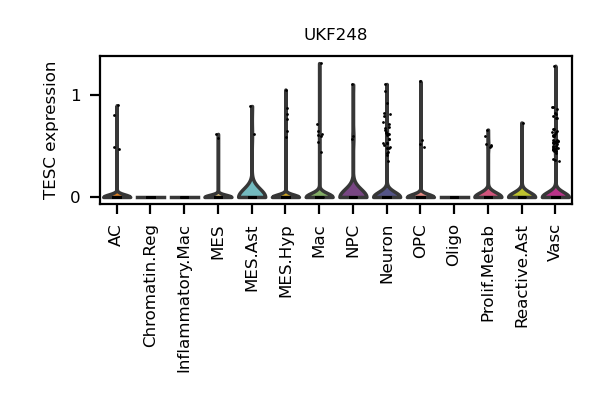 UKF248
TESC expression
1
0
AC
Chromatin.Reg
Inflammatory.Mac
MES
MES.Ast
MES.Hyp
Mac
NPC
Neuron
OPC
Oligo
Prolif.Metab
Reactive.Ast
Vasc